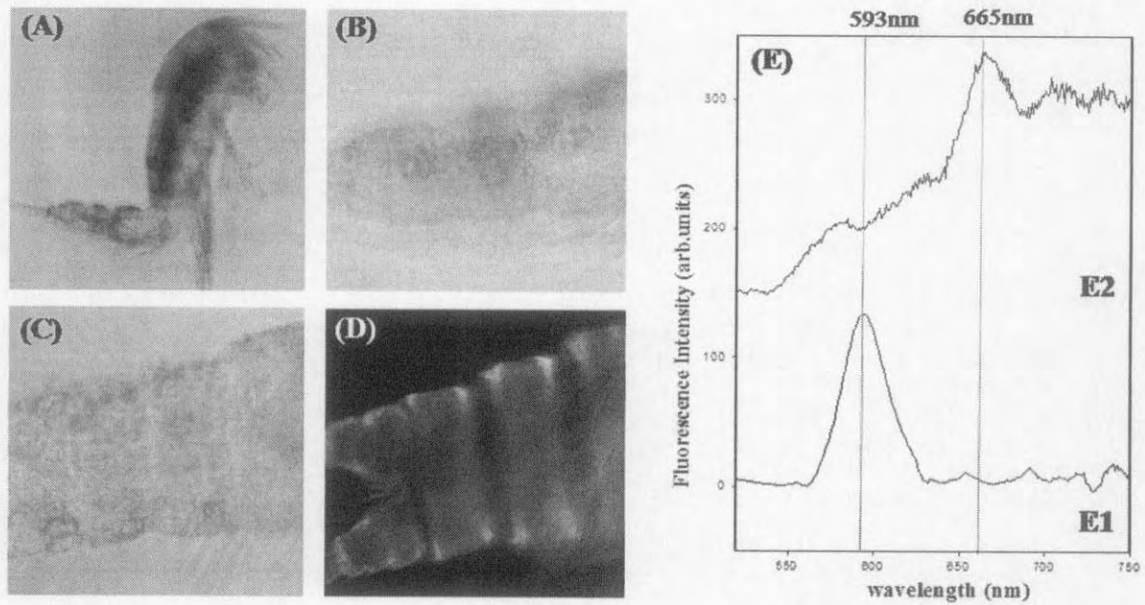 (A)
(B)
(C)
(D)
593nm 665nm
(E)
300
200
100
0
E2
E1
Fluorescence Intensity (arb.units)
550 600 650 700 750
wavelength (nm)